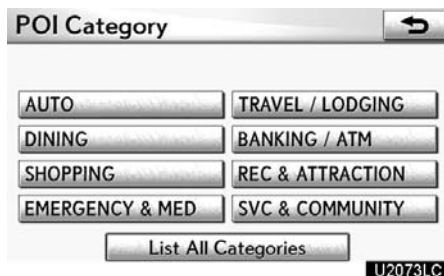 POI Category
AUTO
TRAVEL / LODGING
DINING
BANKING / ATM
SHOPPING
REC & ATTRACTION
EMERGENCY & MED
SVC & COMMUNITY
List All Categories
U2073LC